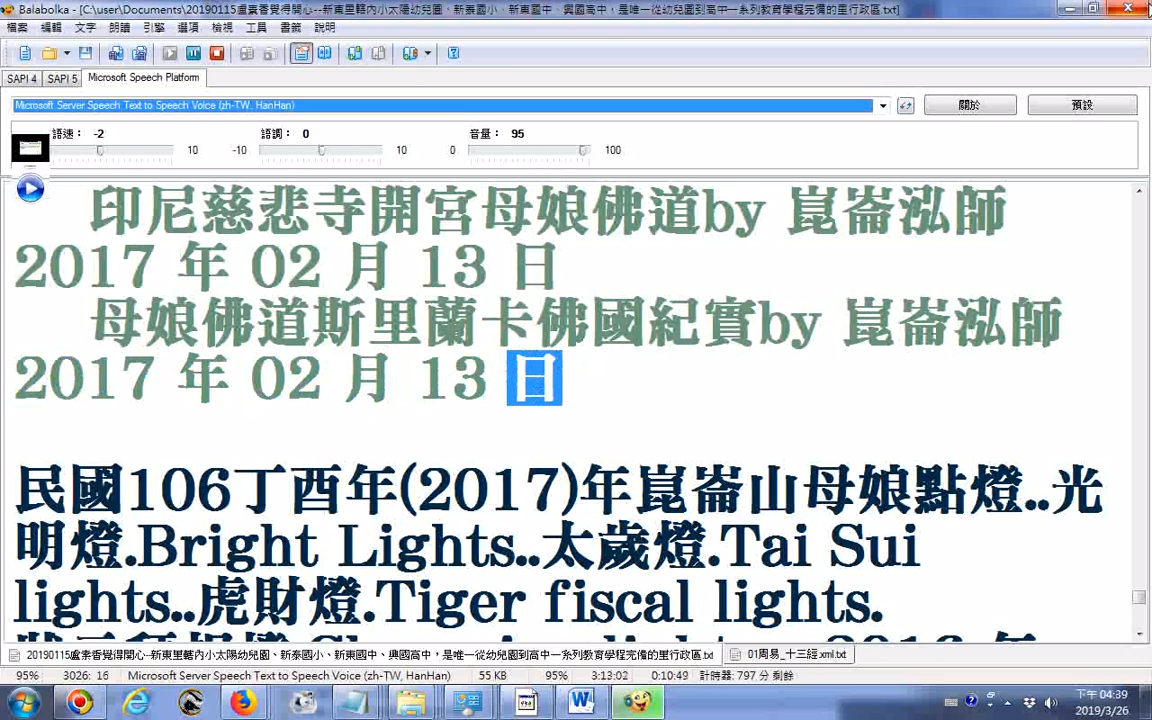 Balabolka - [C:\user\Documents\20190115盧素香覺得開心--新東里轄內小太陽幼兒園、新泰國小、新東國中、興國高中，是唯一從幼兒園到高中一系列教育學程完備的里行政區.txt]
檔案 編輯 文字 朗讀 引擎 選項 檢視 工具 書籤 說明
SAPI 4 SAPI 5 Microsoft Speech Platform
Microsoft Server Speech Text to Speech Voice (zh-TW, HanHan) 關於 預設
語速： -2 語調： 0 音量： 95
10 -10 10 0 100
印尼慈悲寺開宮母娘佛道by 崑崙泓師
2017 年 02 月 13 日
母娘佛道斯里蘭卡佛國紀實by 崑崙泓師
2017 年 02 月 13 日
民國106丁酉年(2017)年崑崙山母娘點燈..光
明燈.Bright Lights..太歲燈.Tai Sui
lights..虎財燈.Tiger fiscal lights.
20190115盧素香覺得開心--新東里轄內小太陽幼兒園、新泰國小、新東國中、興國高中，是唯一從幼兒園到高中一系列教育學程完備的里行政區.txt 01周易_十三經.xml.txt
95% 3026: 16 Microsoft Server Speech Text to Speech Voice (zh-TW, HanHan) 55 KB 95% 3:13:02 0:10:49 計時器: 797 分 剩餘
下午 04:39
2019/3/26